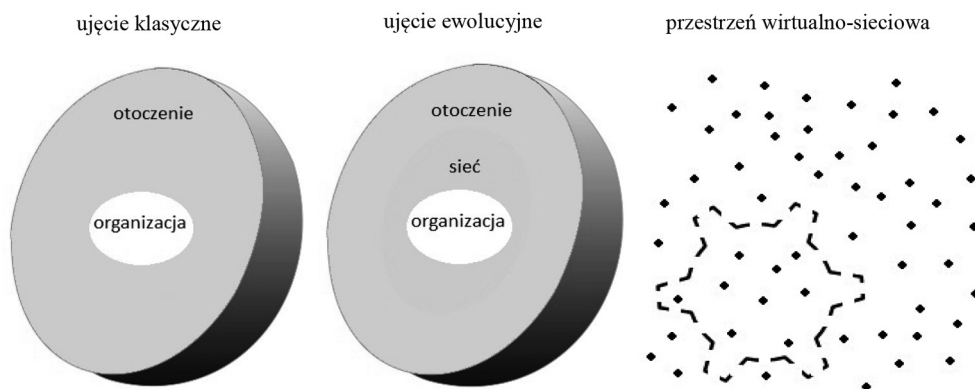 ujęcie klasyczne
ujęcie ewolucyjne
przestrzeń wirtualno-sieciowa
otoczenie
organizacja
otoczenie
sieć
organizacja